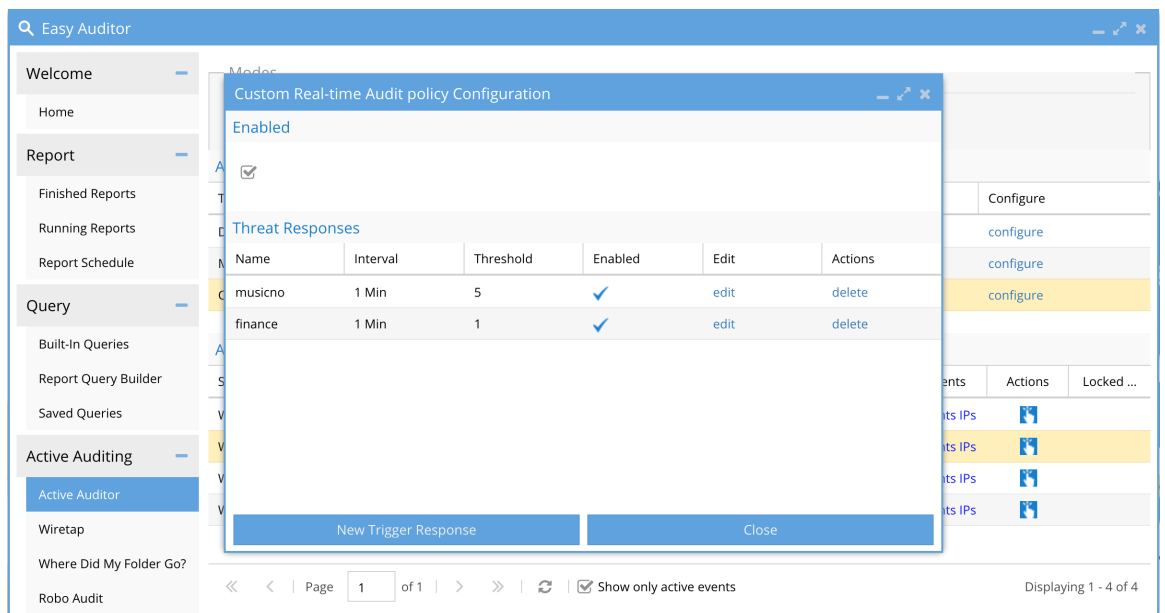 Easy Auditor
Welcome
Home
Report
Finished Reports
Running Reports
Report Schedule
Query
Built-In Queries
Report Query Builder
Saved Queries
Active Auditing
Active Auditor
Wiretap
Where Did My Folder Go?
Robo Audit
Modes
Custom Real-time Audit policy Configuration
Enabled
Threat Responses
Name Interval Threshold Enabled Edit Actions
musicno 1 Min 5 edit delete
finance 1 Min 1 edit delete
New Trigger Response Close
Configure
configure
configure
configure
Actions Locked ...
IPs
IPs
IPs
IPs
Page 1 of 1 Show only active events Displaying 1 - 4 of 4